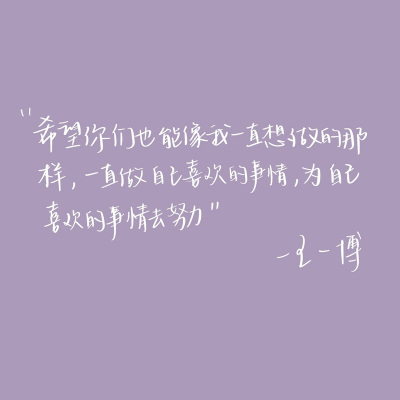 "希望你们也能像我一直想做的那
样，一直做自己喜欢的事情，为自己
喜欢的事情去努力"
—王一博